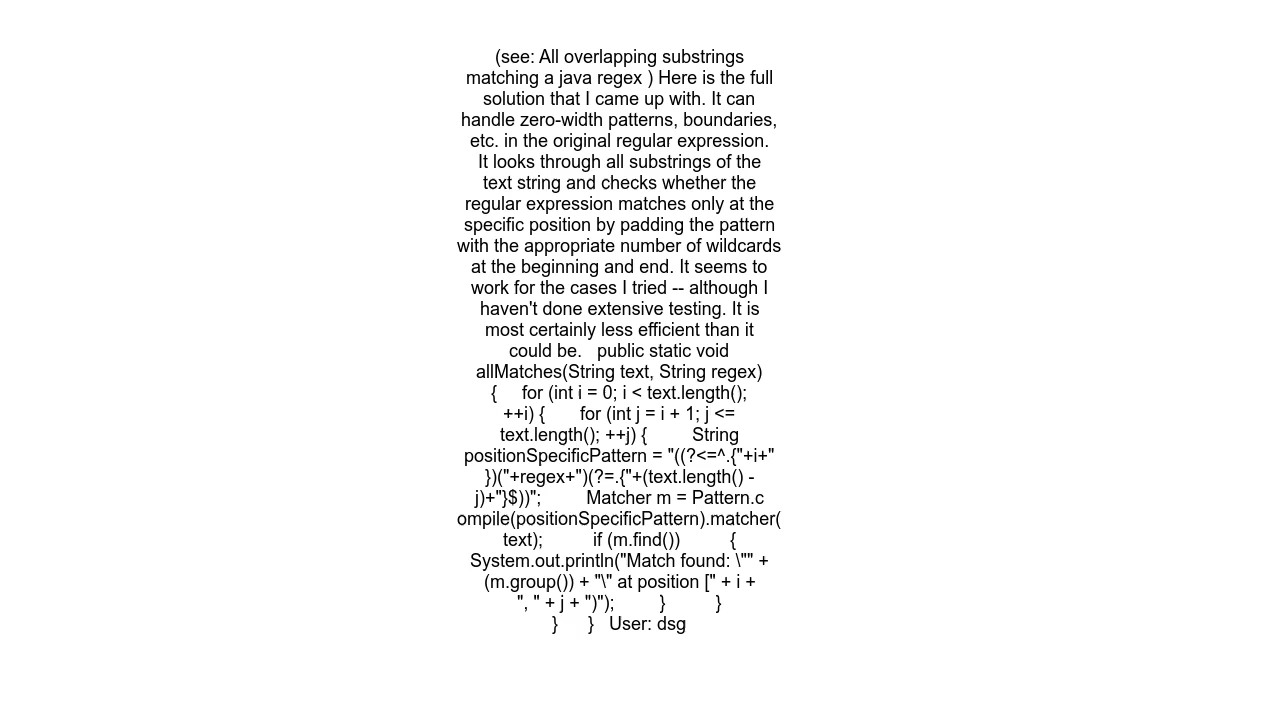 (see: All overlapping substrings
matching a java regex ) Here is the full
solution that I came up with. It can
handle zero-width patterns, boundaries,
etc. in the original regular expression.
It looks through all substrings of the
text string and checks whether the
regular expression matches only at the
specific position by padding the pattern
with the appropriate number of wildcards
at the beginning and end. It seems to
work for the cases I tried -- although I
haven't done extensive testing. It is
most certainly less efficient than it
could be.   public static void
allMatches(String text, String regex)
{     for (int i = 0; i < text.length();
++i) {       for (int j = i + 1; j <=
text.length(); ++j) {         String
positionSpecificPattern = "((?<=^.{"+i+"
})("+regex+")(?=.{"+(text.length() -
j)+"}$))";         Matcher m = Pattern.c
ompile(positionSpecificPattern).matcher(
text);          if (m.find())          {
System.out.println("Match found: \"" +
(m.group()) + "\" at position [" + i +
", " + j + ")");         }          }
}      }   User: dsg